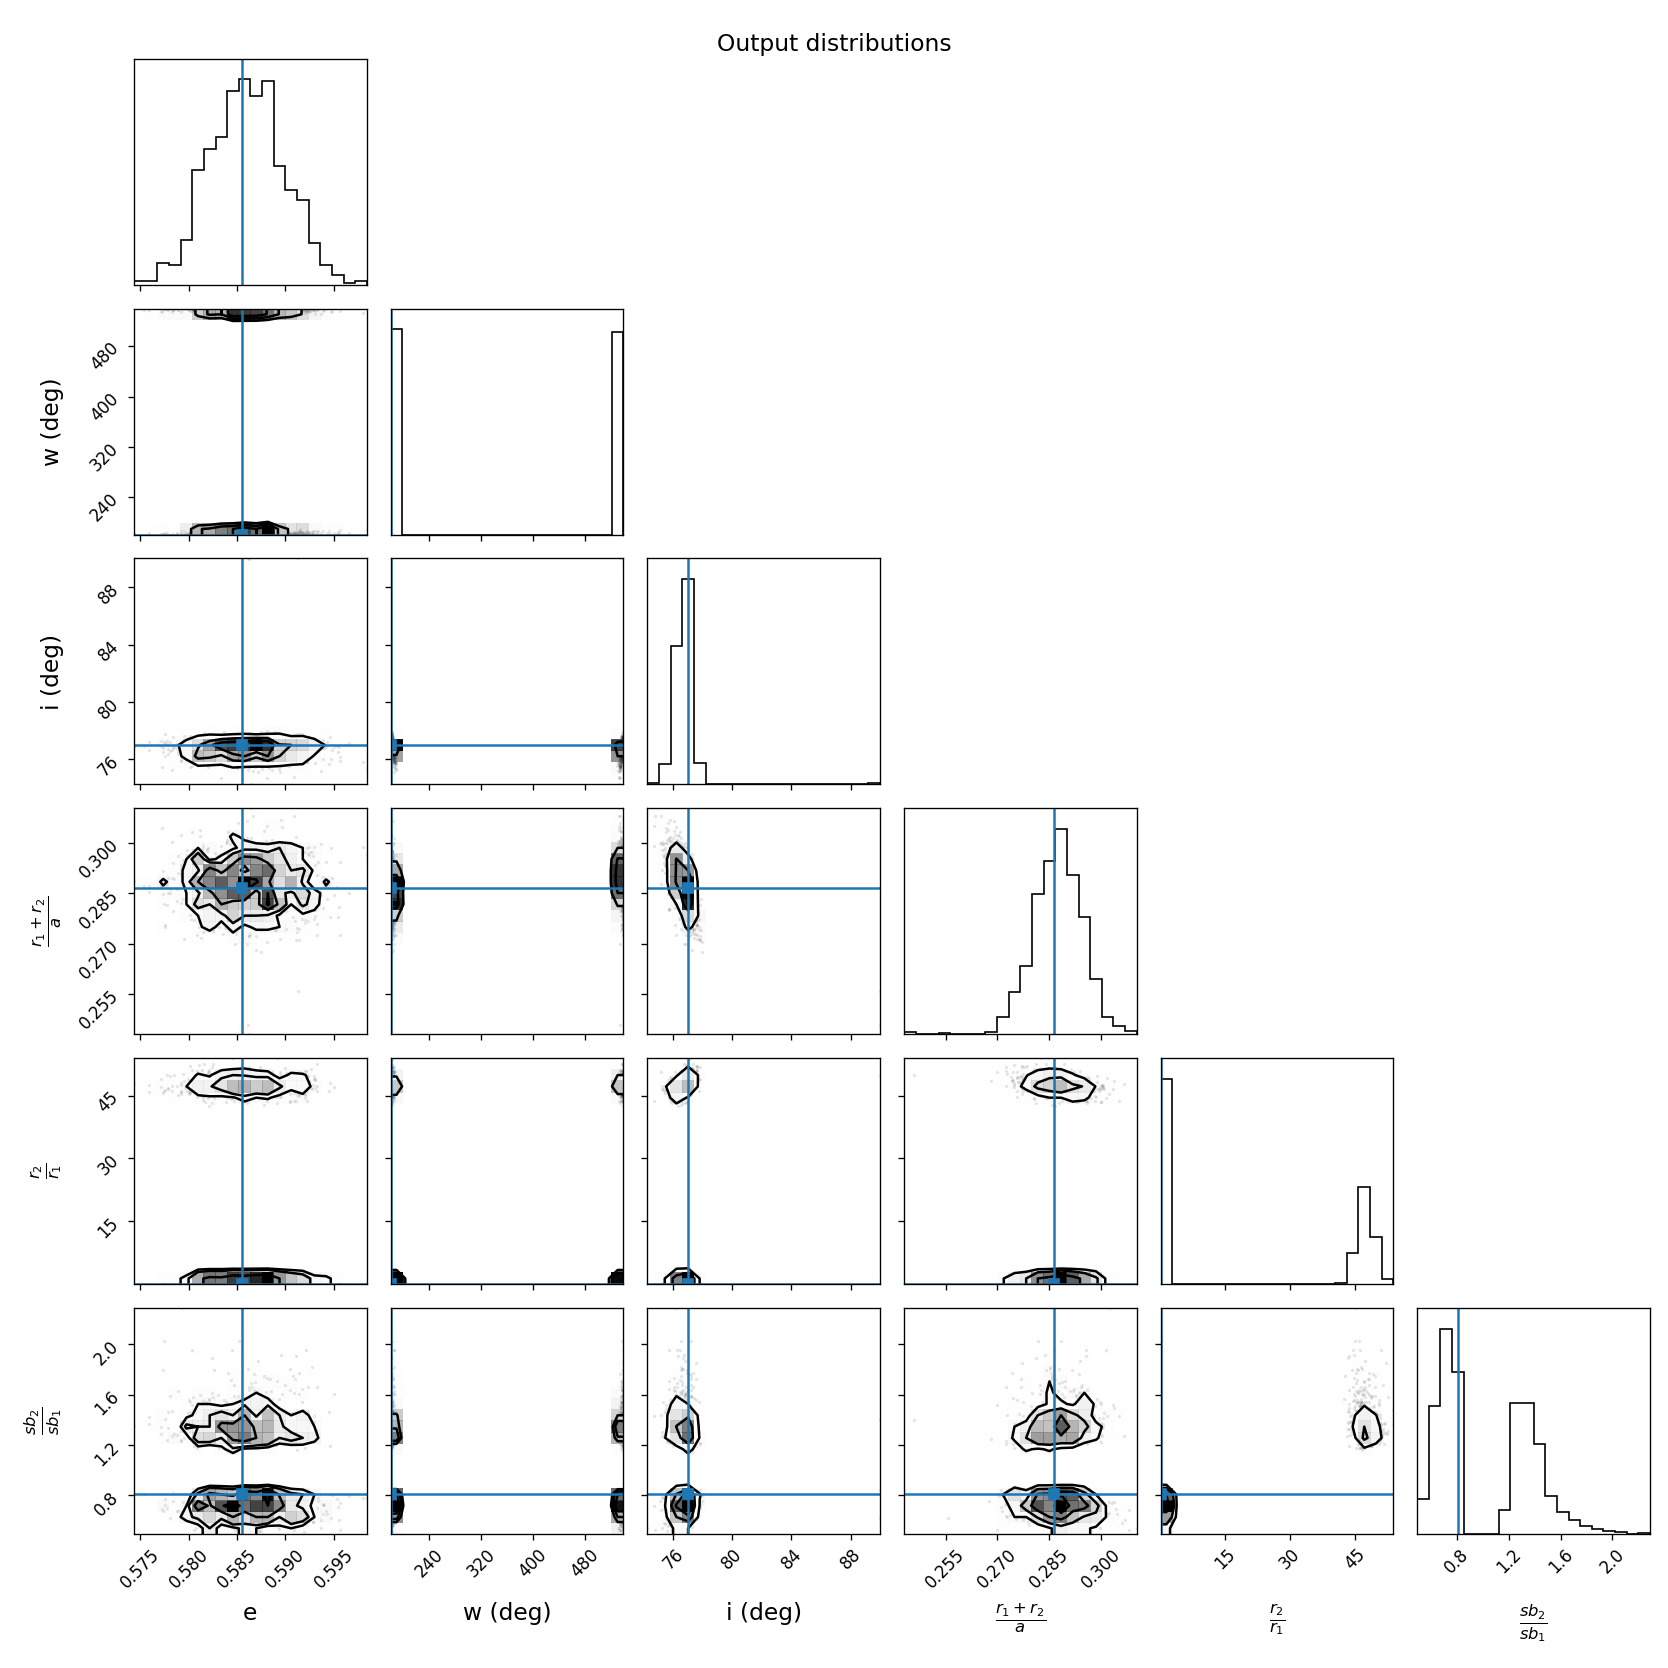 Output distributions
w (deg)
480
400
320
240
i (deg)
88
84
80
76
r₁ + r₂
a
0.300
0.285
0.270
0.255
r₂
r₁
45
30
15
sb₂
sb₁
2.0
1.6
1.2
0.8
0.575 0.580 0.585 0.590 0.595 240 320 400 480 76 80 84 88 0.255 0.270 0.285 0.300 15 30 45 0.8 1.2 1.6 2.0
e w (deg) i (deg)
r₁ + r₂
a
r₂
r₁
sb₂
sb₁